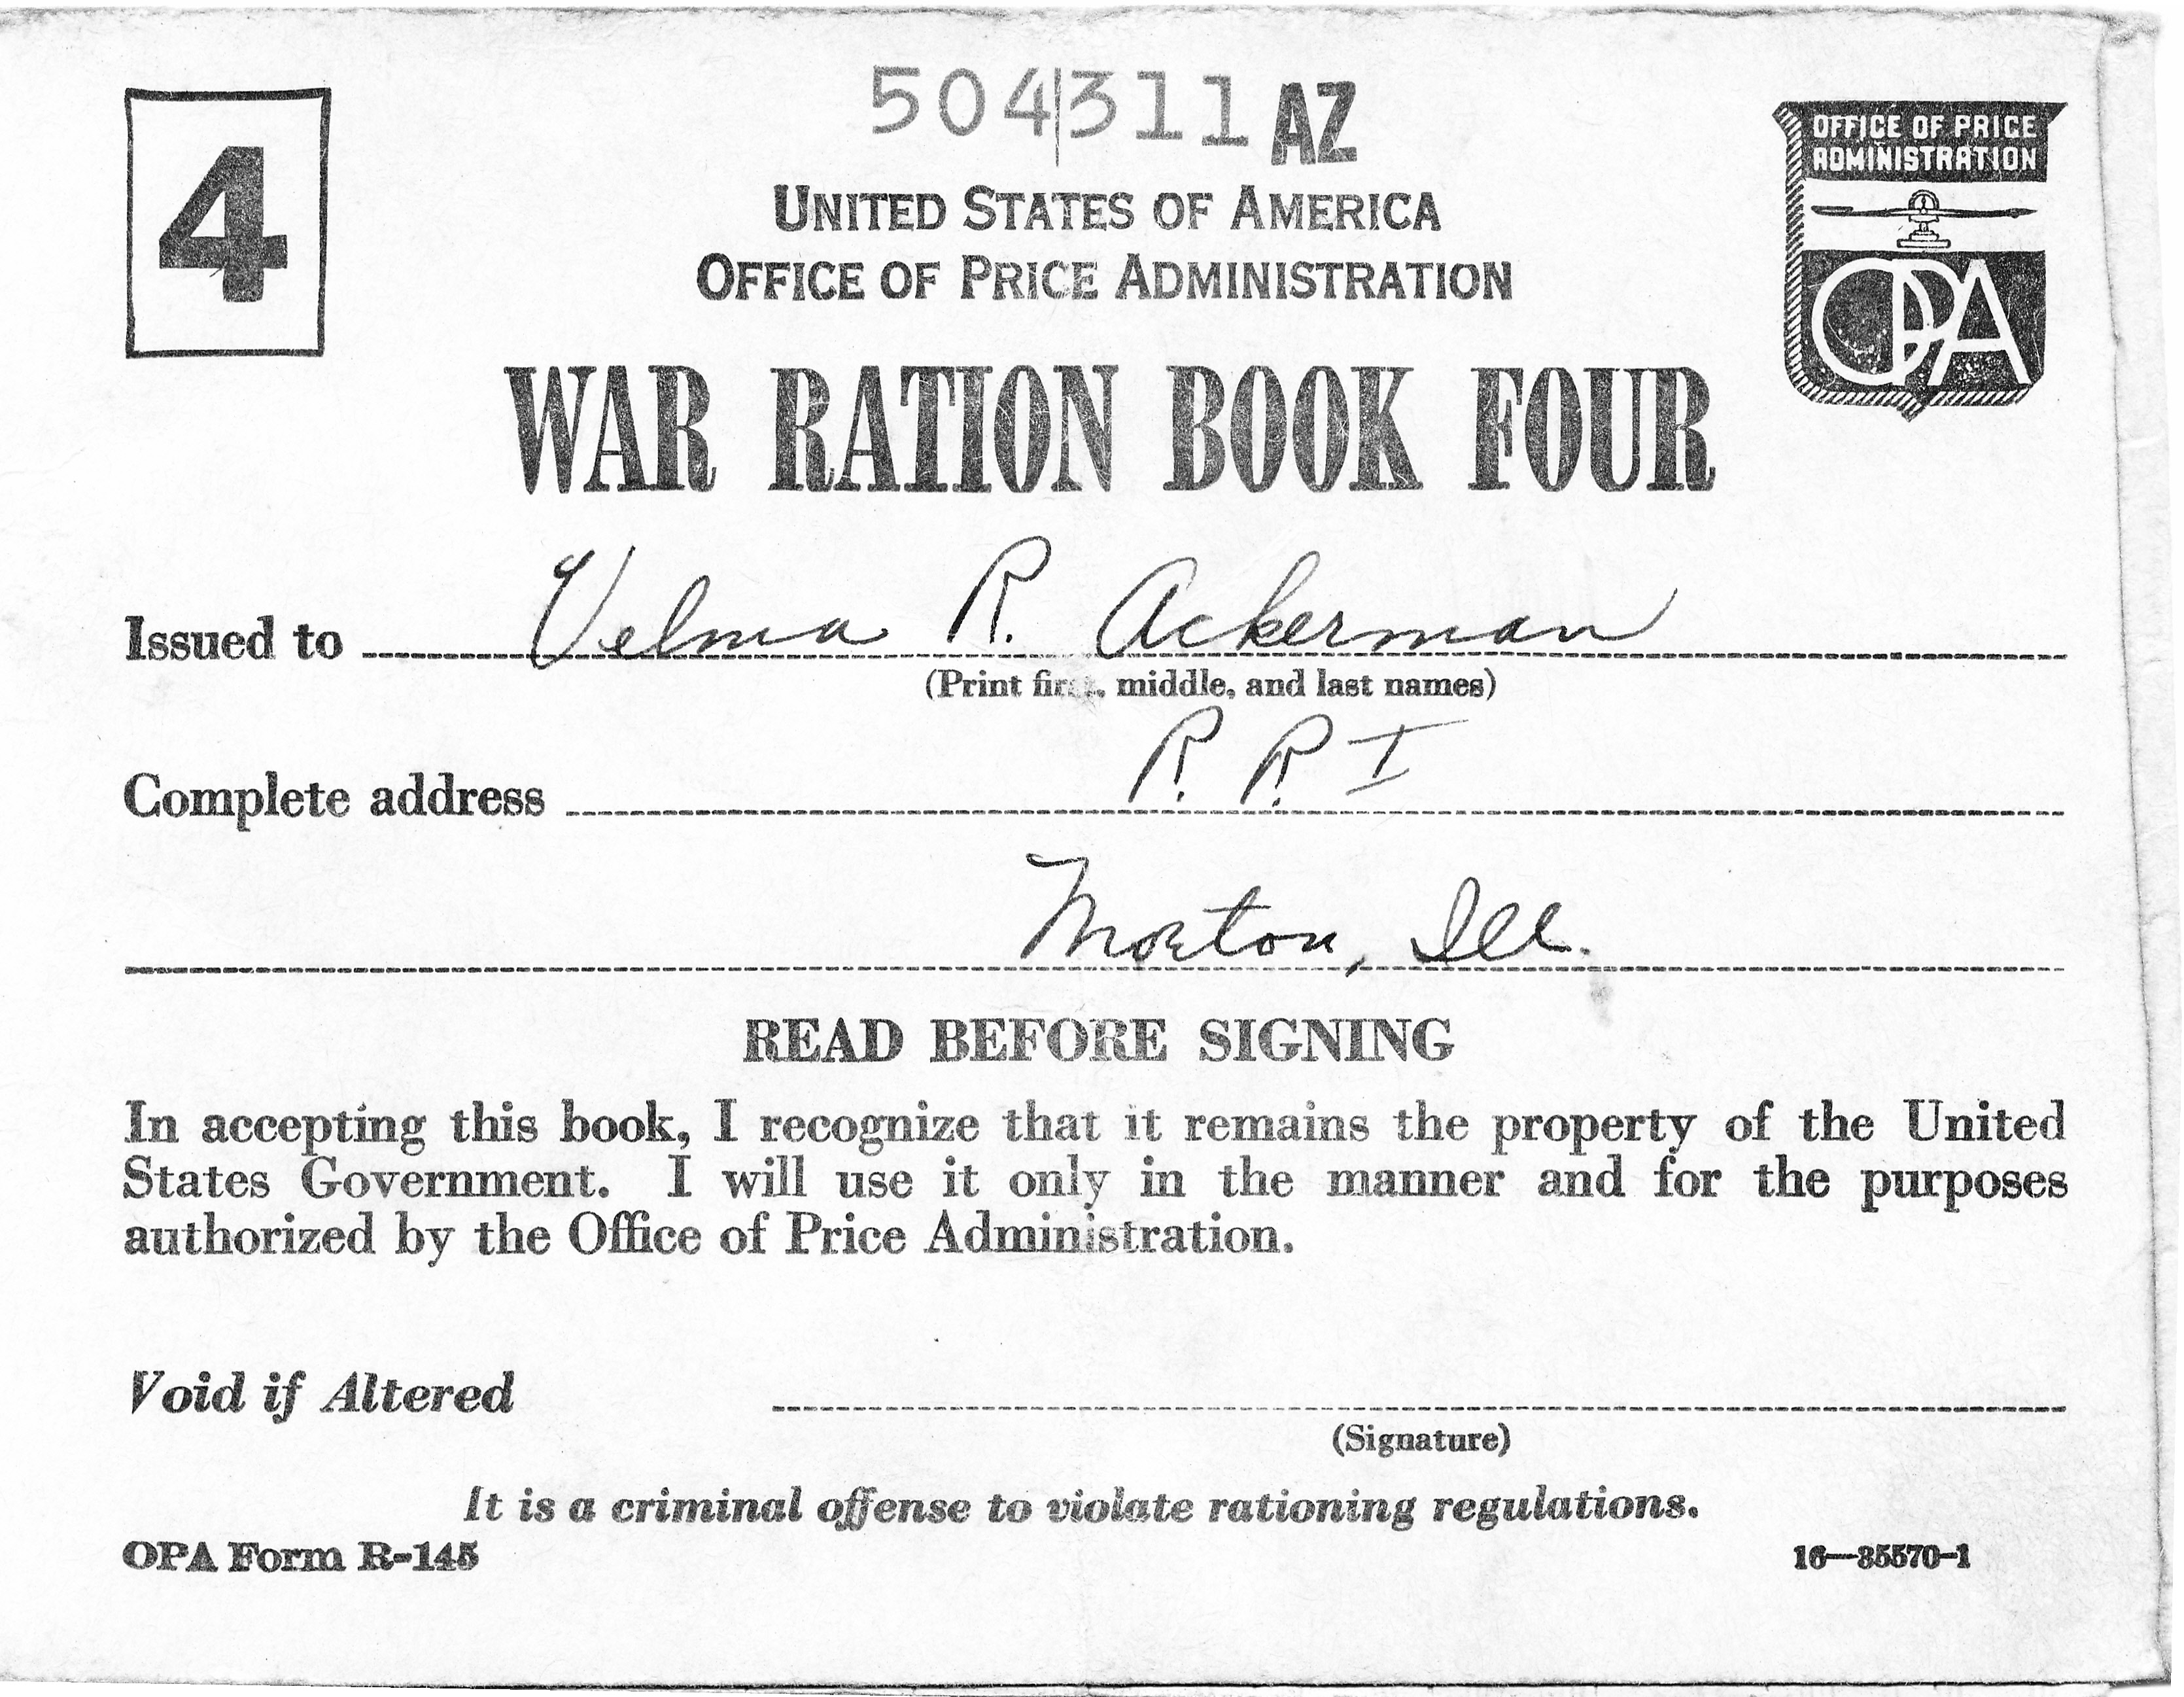 504311 AZ
4
OFFICE OF PRICE
ADMINISTRATION
OPA
UNITED STATES OF AMERICA
OFFICE OF PRICE ADMINISTRATION
WAR RATION BOOK FOUR
Issued to Velma R. Ackerman
(Print first, middle, and last names)
Complete address R. R. I
Morton, Ill.
READ BEFORE SIGNING
In accepting this book, I recognize that it remains the property of the United
States Government. I will use it only in the manner and for the purposes
authorized by the Office of Price Administration.
Void if Altered
(Signature)
It is a criminal offense to violate rationing regulations.
OPA Form R-145
16—35570-1